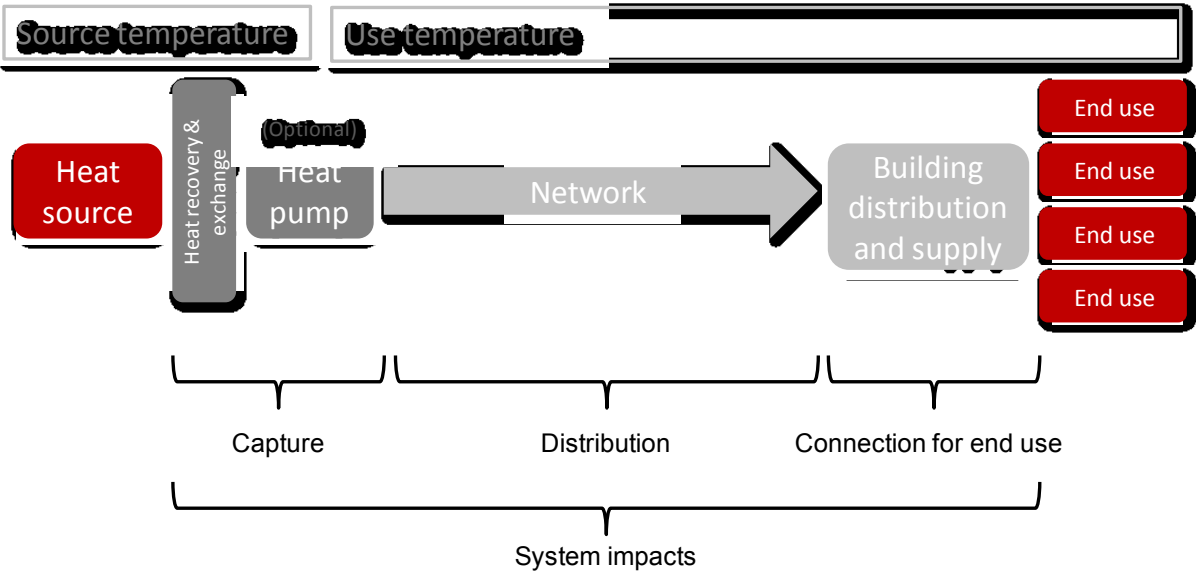 Source temperature
Use temperature
Heat
source
Heat recovery &
exchange
(Optional)
Heat
pump
Network
Building
distribution
and supply
End use
End use
End use
End use
Capture
Distribution
Connection for end use
System impacts